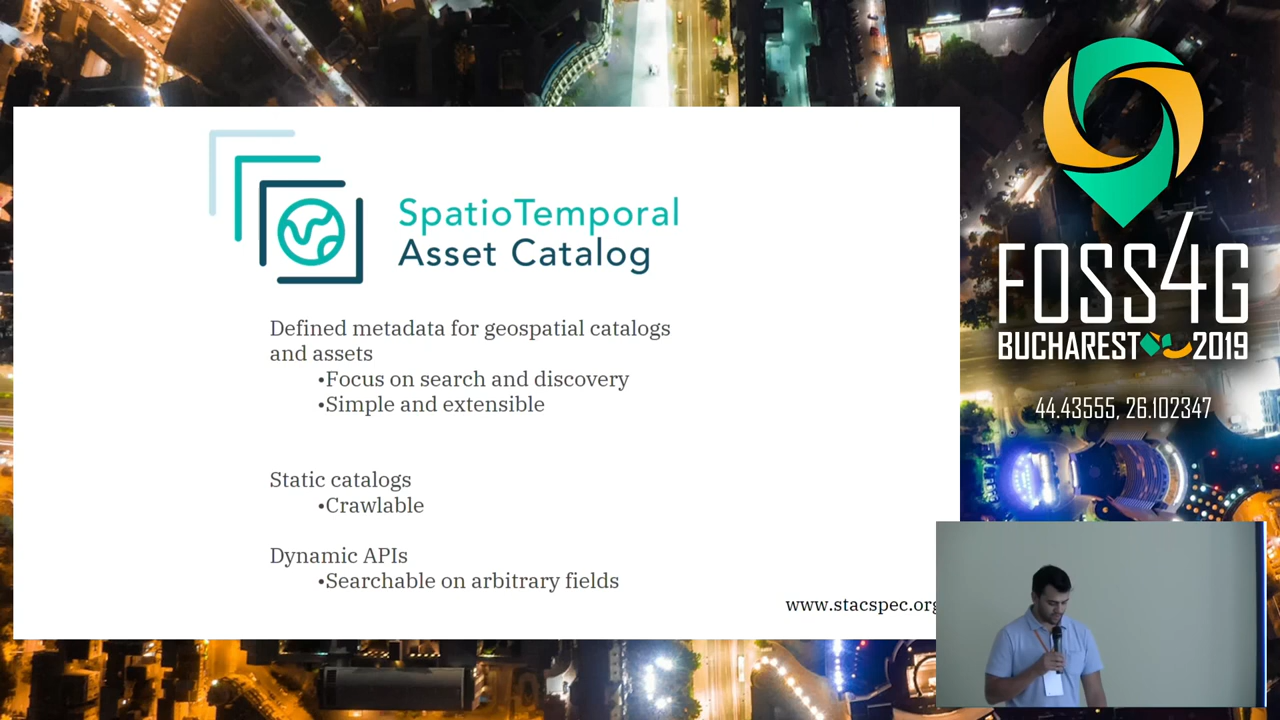 SpatioTemporal
Asset Catalog
Defined metadata for geospatial catalogs
and assets
•Focus on search and discovery
•Simple and extensible
Static catalogs
•Crawlable
Dynamic APIs
•Searchable on arbitrary fields
www.stacspec.org
FOSS4G
BUCHAREST 2019
44.43555, 26.102347